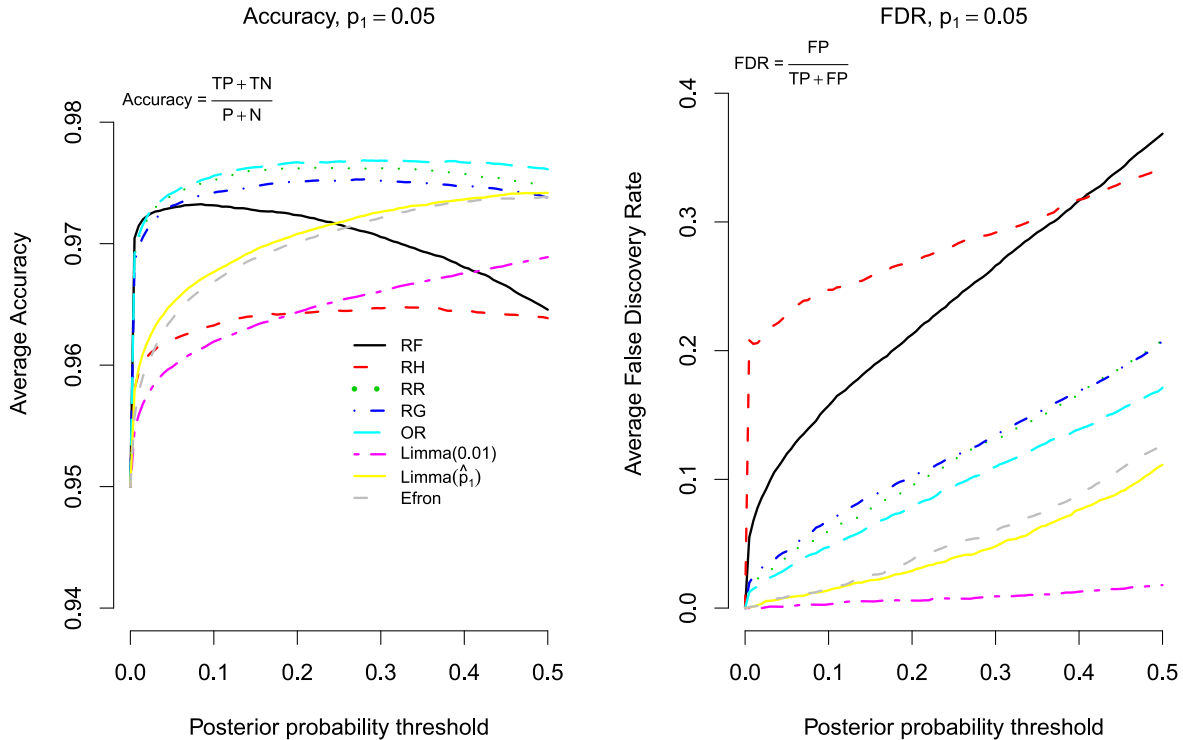 Accuracy, p₁ = 0.05
Accuracy = TP + TN / P + N
Average Accuracy
0.98
0.97
0.96
0.95
0.94
RF
RH
RR
RG
OR
Limma(0.01)
Limma(p̂₁)
Efron
0.0 0.1 0.2 0.3 0.4 0.5
Posterior probability threshold
FDR, p₁ = 0.05
FDR = FP / TP + FP
Average False Discovery Rate
0.4
0.3
0.2
0.1
0.0
0.0 0.1 0.2 0.3 0.4 0.5
Posterior probability threshold